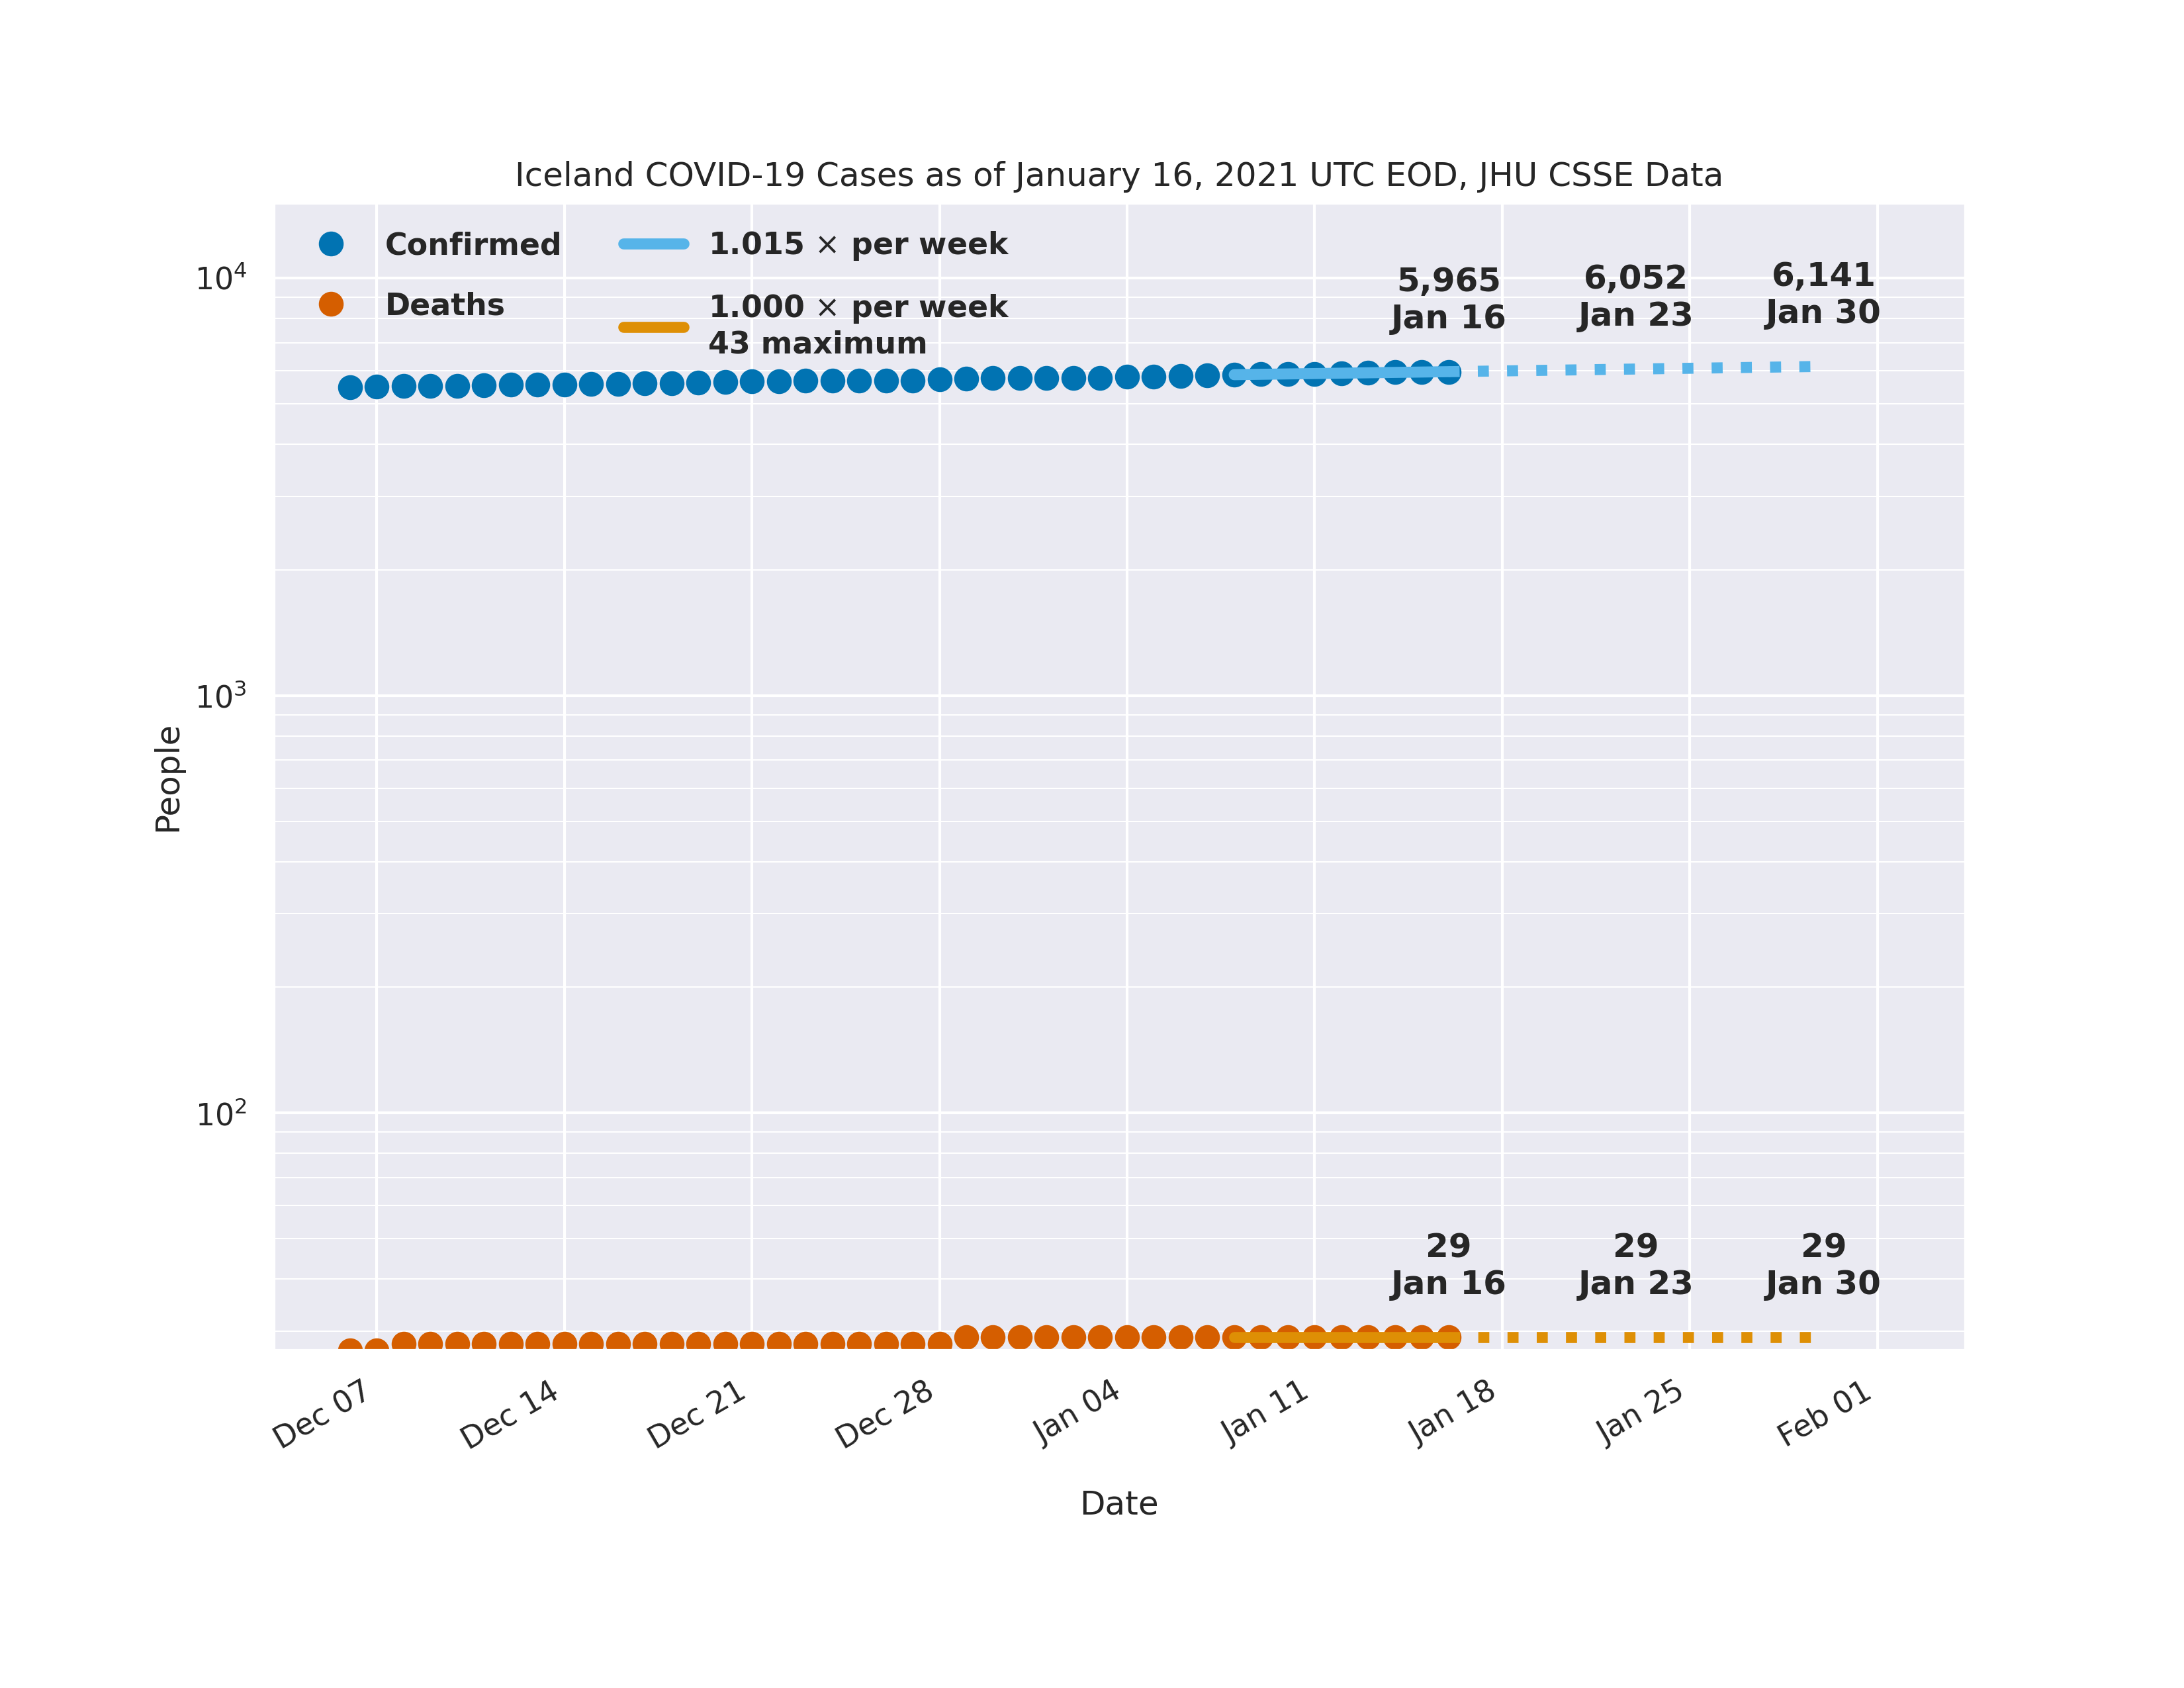 Iceland COVID-19 Cases as of January 16, 2021 UTC EOD, JHU CSSE Data
Confirmed
Deaths
1.015 × per week
1.000 × per week
43 maximum
5,965
Jan 16
6,052
Jan 23
6,141
Jan 30
10⁴
10³
10²
People
29
Jan 16
29
Jan 23
29
Jan 30
Dec 07
Dec 14
Dec 21
Dec 28
Jan 04
Jan 11
Jan 18
Jan 25
Feb 01
Date